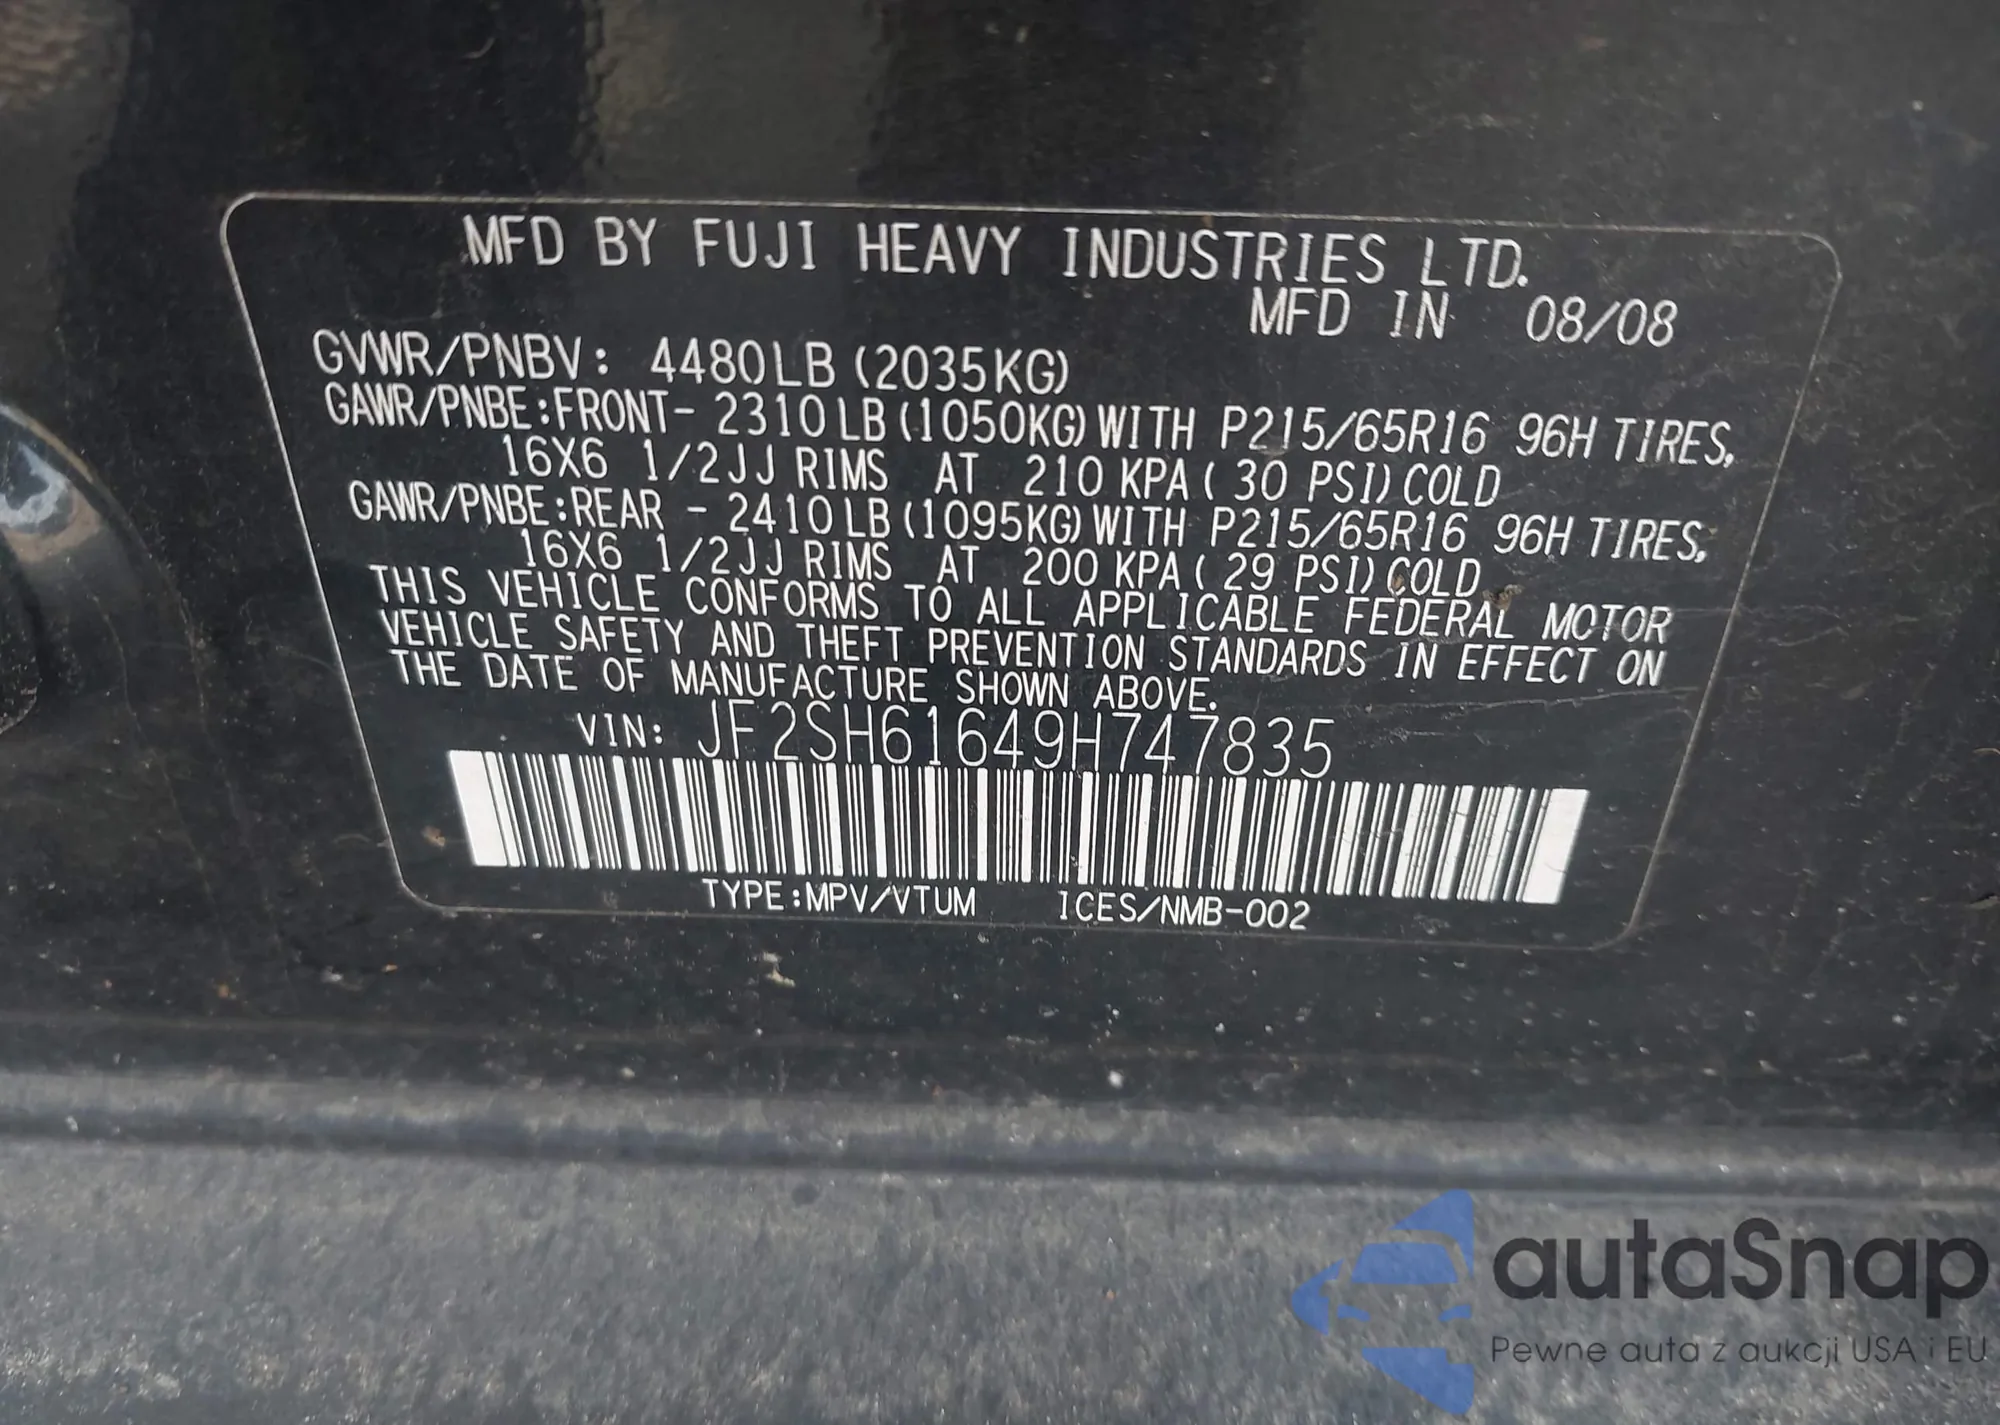 MFD BY FUJI HEAVY INDUSTRIES LTD.
MFD IN 08/08
GVWR/PNBV: 4480LB (2035KG)
GAWR/PNBE:FRONT- 2310LB (1050KG) WITH P215/65R16 96H TIRES,
16X6 1/2JJ RIMS AT 210 KPA ( 30 PSI) COLD
GAWR/PNBE:REAR - 2410LB (1095KG) WITH P215/65R16 96H TIRES,
16X6 1/2JJ RIMS AT 200 KPA ( 29 PSI) COLD
THIS VEHICLE CONFORMS TO ALL APPLICABLE FEDERAL MOTOR
VEHICLE SAFETY AND THEFT PREVENTION STANDARDS IN EFFECT ON
THE DATE OF MANUFACTURE SHOWN ABOVE.
VIN: JF2SH61649H747835
TYPE:MPV/VTUM ICES/NMB-002
autaSnap
Pewne auta z aukcji USA i EU